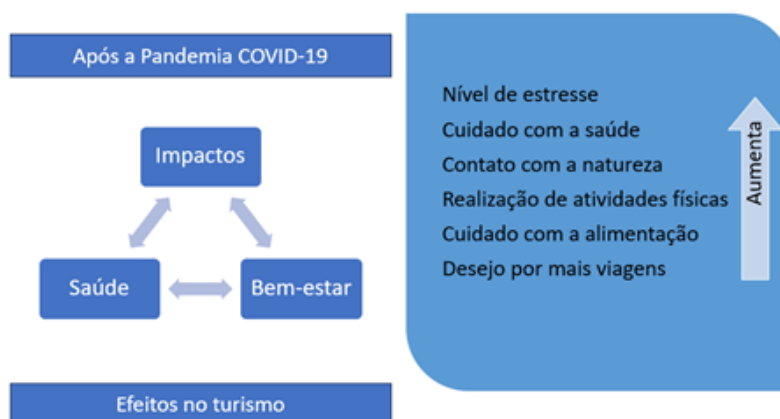 Após a Pandemia COVID-19
Impactos
Saúde
Bem-estar
Efeitos no turismo
Nível de estresse
Cuidado com a saúde
Contato com a natureza
Realização de atividades físicas
Cuidado com a alimentação
Desejo por mais viagens
Aumenta